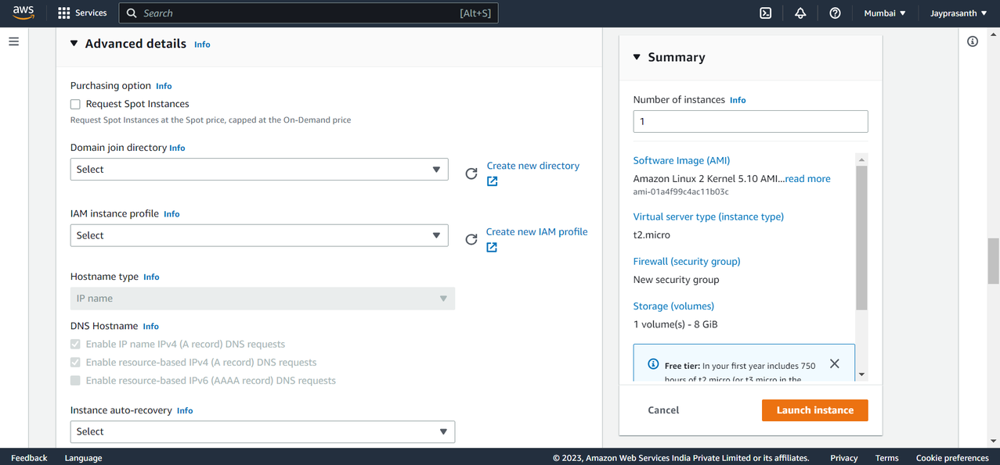 aws
Services
Search
[Alt+S]
Mumbai
Jayprasanth
Advanced details Info
Purchasing option Info
Request Spot Instances
Request Spot Instances at the Spot price, capped at the On-Demand price
Domain join directory Info
Select
Create new directory
IAM instance profile Info
Select
Create new IAM profile
Hostname type Info
IP name
DNS Hostname Info
Enable IP name IPv4 (A record) DNS requests
Enable resource-based IPv4 (A record) DNS requests
Enable resource-based IPv6 (AAAA record) DNS requests
Instance auto-recovery Info
Select
Summary
Number of instances Info
1
Software Image (AMI)
Amazon Linux 2 Kernel 5.10 AMI...read more
ami-01a4f99c4ac11b03c
Virtual server type (instance type)
t2.micro
Firewall (security group)
New security group
Storage (volumes)
1 volume(s) - 8 GiB
Free tier: In your first year includes 750
hours of t2.micro (or t3.micro in the
Cancel
Launch instance
Feedback
Language
© 2023, Amazon Web Services India Private Limited or its affiliates.
Privacy
Terms
Cookie preferences